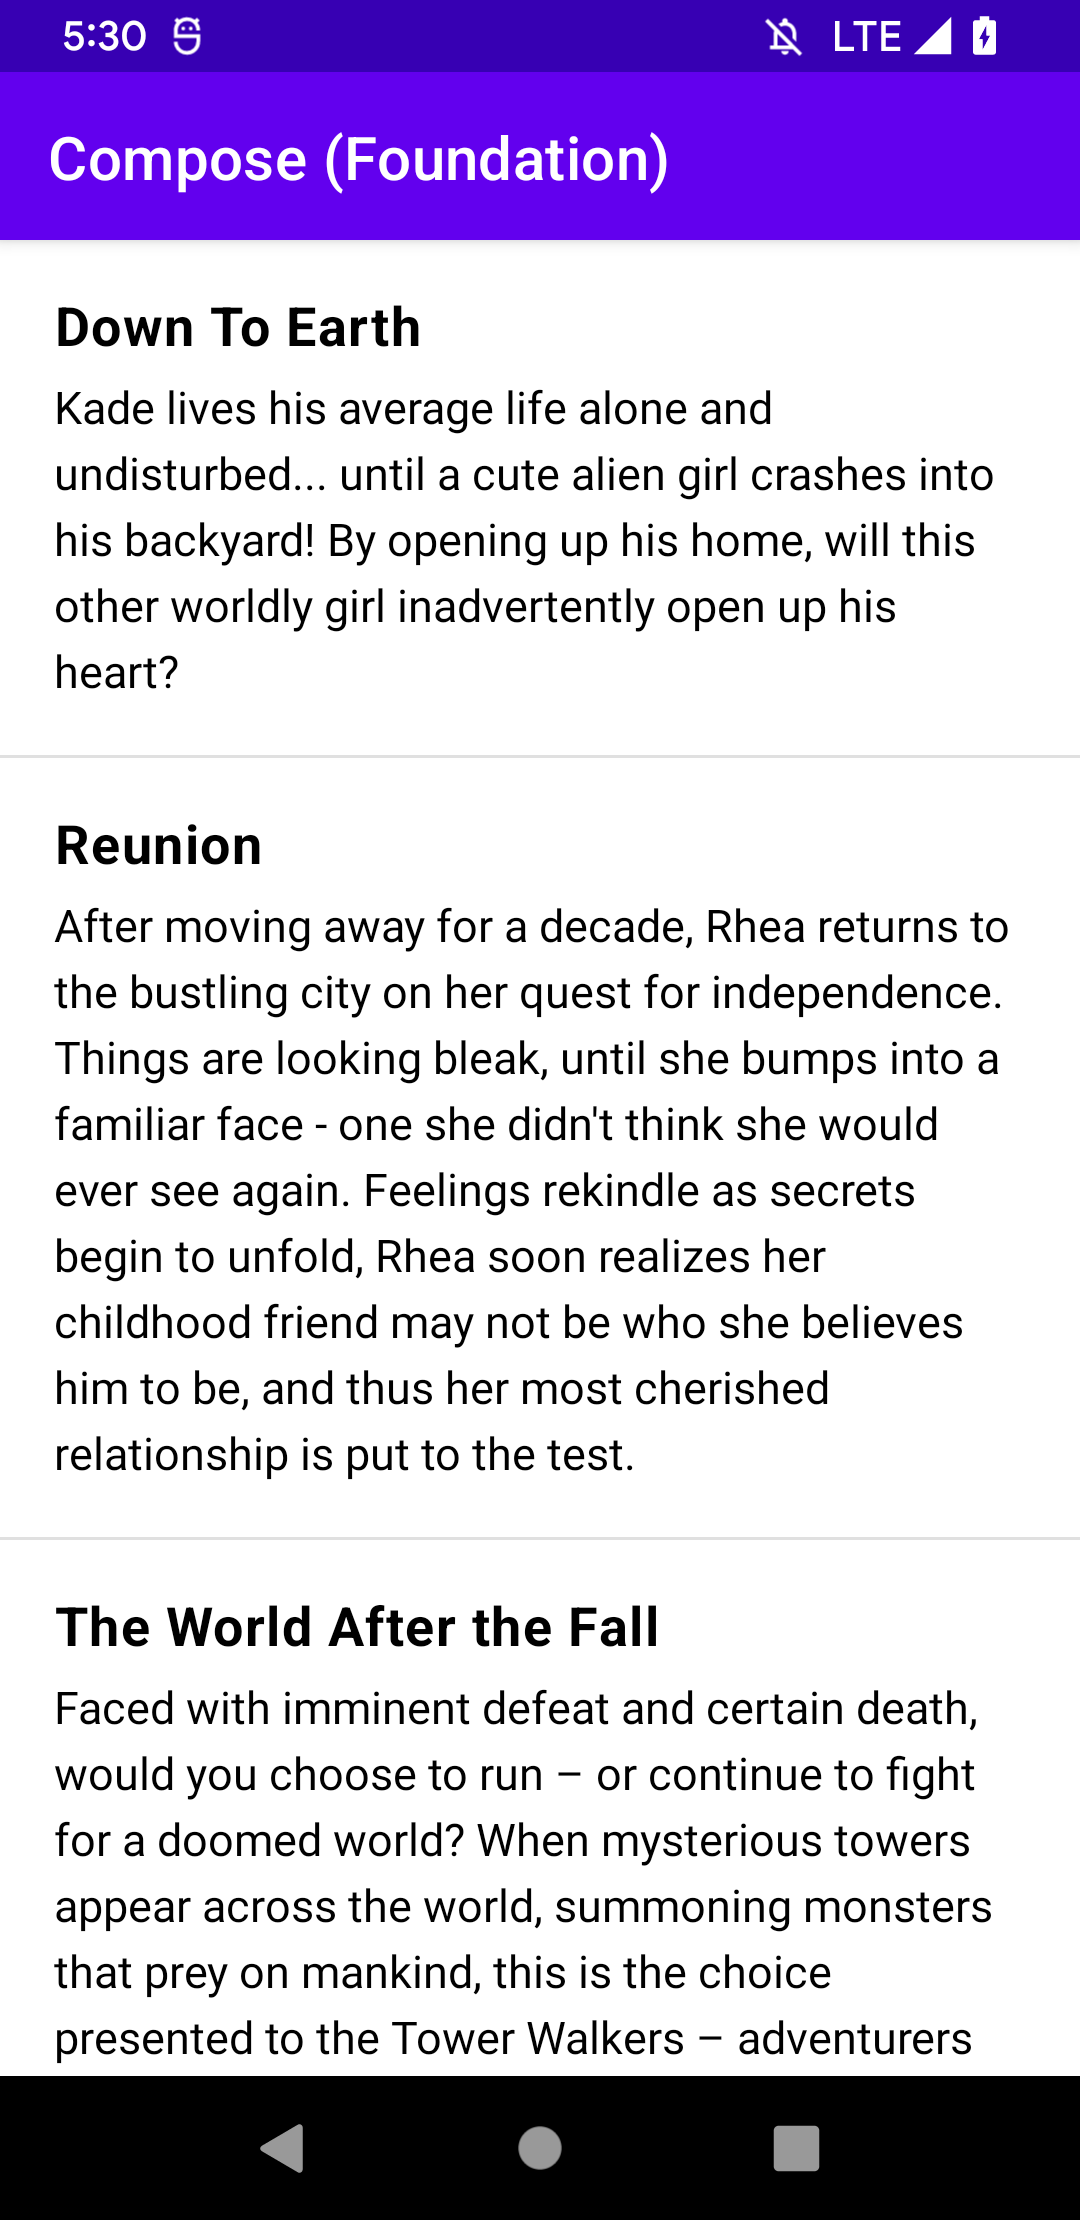 5:30
LTE
Compose (Foundation)
Down To Earth
Kade lives his average life alone and
undisturbed... until a cute alien girl crashes into
his backyard! By opening up his home, will this
other worldly girl inadvertently open up his
heart?
Reunion
After moving away for a decade, Rhea returns to
the bustling city on her quest for independence.
Things are looking bleak, until she bumps into a
familiar face - one she didn't think she would
ever see again. Feelings rekindle as secrets
begin to unfold, Rhea soon realizes her
childhood friend may not be who she believes
him to be, and thus her most cherished
relationship is put to the test.
The World After the Fall
Faced with imminent defeat and certain death,
would you choose to run – or continue to fight
for a doomed world? When mysterious towers
appear across the world, summoning monsters
that prey on mankind, this is the choice
presented to the Tower Walkers – adventurers